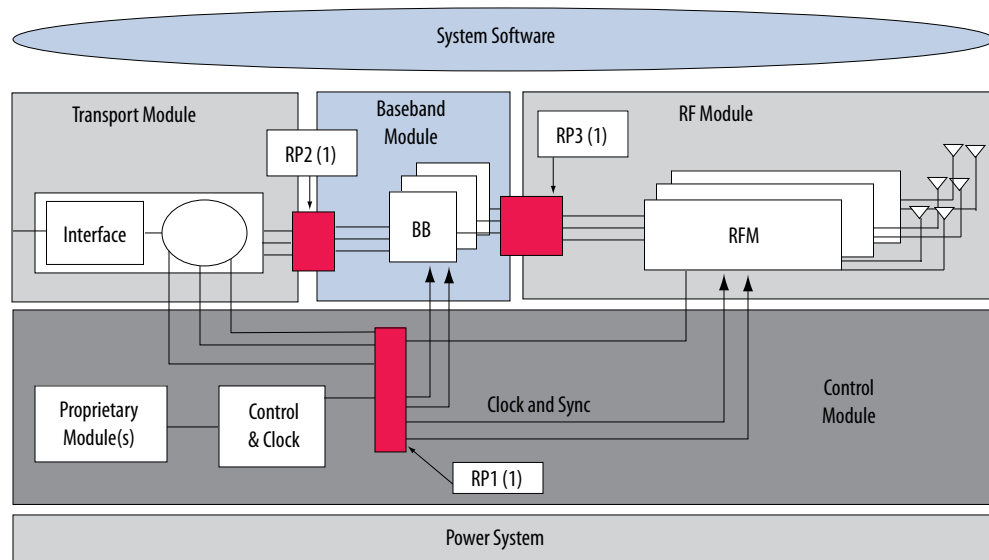 System Software
Transport Module
Baseband
Module
RF Module
RP2 (1)
RP3 (1)
Interface
BB
RFM
Proprietary
Module(s)
Control
& Clock
Clock and Sync
Control
Module
RP1 (1)
Power System